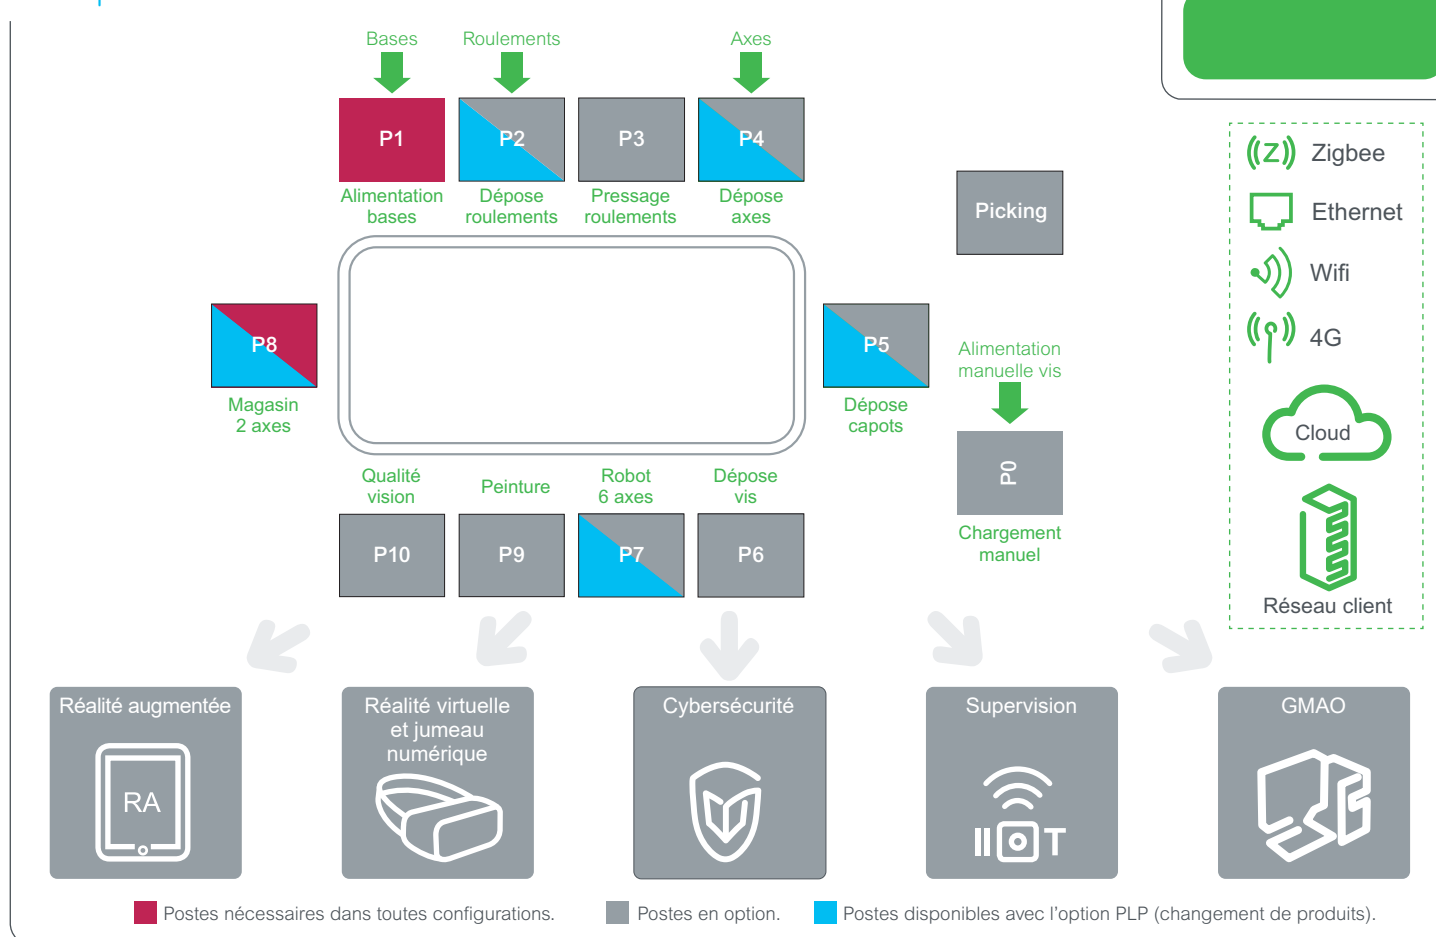 Bases
Roulements
Axes
P1
P2
P3
P4
Alimentation
bases
Dépose
roulements
Pressage
roulements
Dépose
axes
Picking
Zigbee
Ethernet
Wifi
4G
Cloud
Réseau client
P8
Magasin
2 axes
P5
Dépose
capots
Alimentation
manuelle vis
P0
Chargement
manuel
Qualité
vision
Peinture
Robot
6 axes
Dépose
vis
P10
P9
P7
P6
Réalité augmentée
RA
Réalité virtuelle
et jumeau
numérique
Cybersécurité
Supervision
IIOT
GMAO
Postes nécessaires dans toutes configurations.
Postes en option.
Postes disponibles avec l'option PLP (changement de produits).